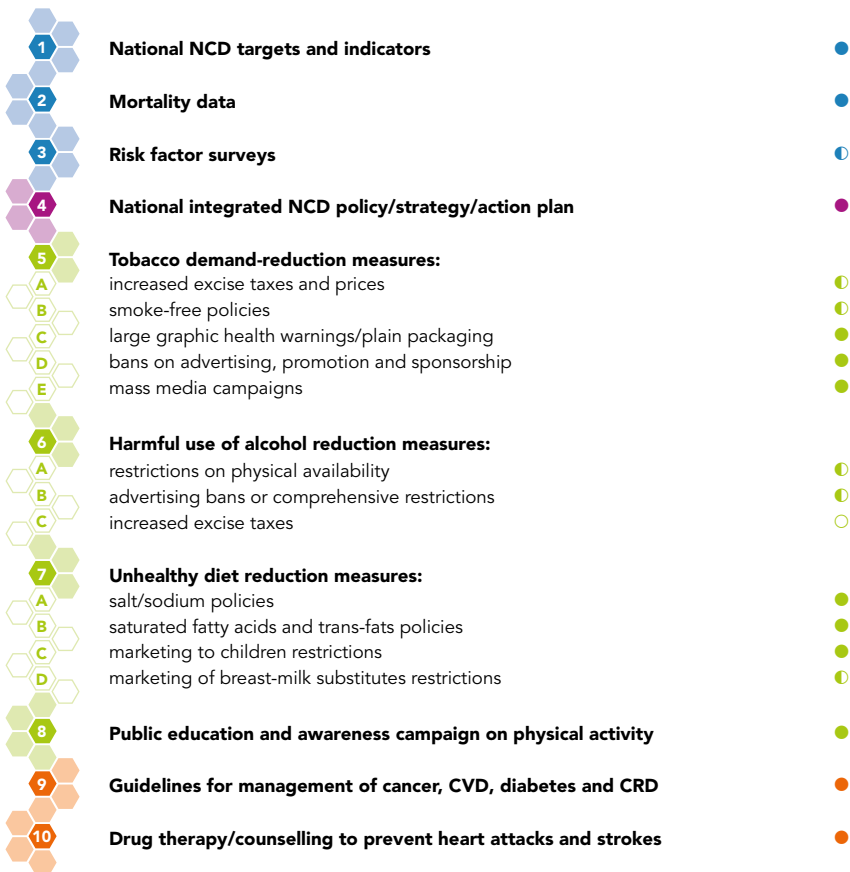 1 National NCD targets and indicators
2 Mortality data
3 Risk factor surveys
4 National integrated NCD policy/strategy/action plan
5 Tobacco demand-reduction measures:
A increased excise taxes and prices
B smoke-free policies
C large graphic health warnings/plain packaging
D bans on advertising, promotion and sponsorship
E mass media campaigns
6 Harmful use of alcohol reduction measures:
A restrictions on physical availability
B advertising bans or comprehensive restrictions
C increased excise taxes
7 Unhealthy diet reduction measures:
A salt/sodium policies
B saturated fatty acids and trans-fats policies
C marketing to children restrictions
D marketing of breast-milk substitutes restrictions
8 Public education and awareness campaign on physical activity
9 Guidelines for management of cancer, CVD, diabetes and CRD
10 Drug therapy/counselling to prevent heart attacks and strokes